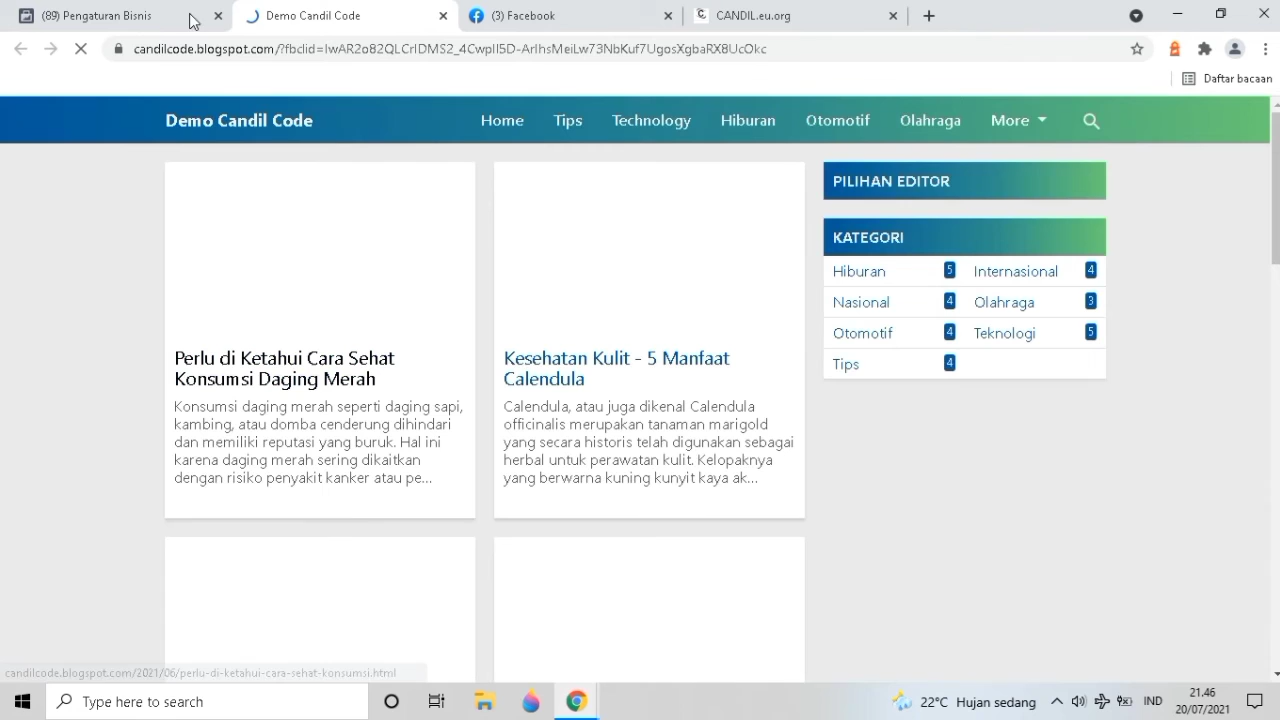 (89) Pengaturan Bisnis
Demo Candil Code
(3) Facebook
CANDIL.eu.org
candilcode.blogspot.com/?fbclid=IwAR2o82QLCrIDMS2_4CwpII5D-ArIhsMeiLw73NbKuf7UgosXgbaRX8UcOkc
Daftar bacaan
Demo Candil Code
Home
Tips
Technology
Hiburan
Otomotif
Olahraga
More
Perlu di Ketahui Cara Sehat
Konsumsi Daging Merah
Konsumsi daging merah seperti daging sapi,
kambing, atau domba cenderung dihindari
dan memiliki reputasi yang buruk. Hal ini
karena daging merah sering dikaitkan
dengan risiko penyakit kanker atau pe...
Kesehatan Kulit - 5 Manfaat
Calendula
Calendula, atau juga dikenal Calendula
officinalis merupakan tanaman marigold
yang secara historis telah digunakan sebagai
herbal untuk perawatan kulit. Kelopaknya
yang berwarna kuning kunyit kaya ak...
PILIHAN EDITOR
KATEGORI
Hiburan 5 Internasional 4
Nasional 4 Olahraga 3
Otomotif 4 Teknologi 5
Tips 4
candilcode.blogspot.com/2021/06/perlu-di-ketahui-cara-sehat-konsumsi.html
Type here to search
22°C Hujan sedang
IND
21.46
20/07/2021